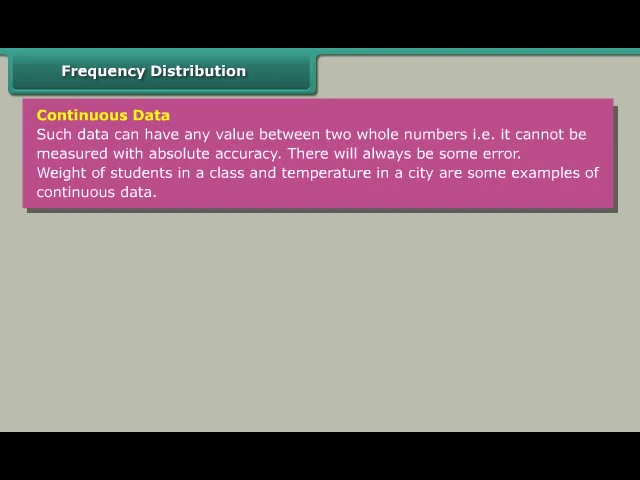 Frequency Distribution
Continuous Data
Such data can have any value between two whole numbers i.e. it cannot be
measured with absolute accuracy. There will always be some error.
Weight of students in a class and temperature in a city are some examples of
continuous data.